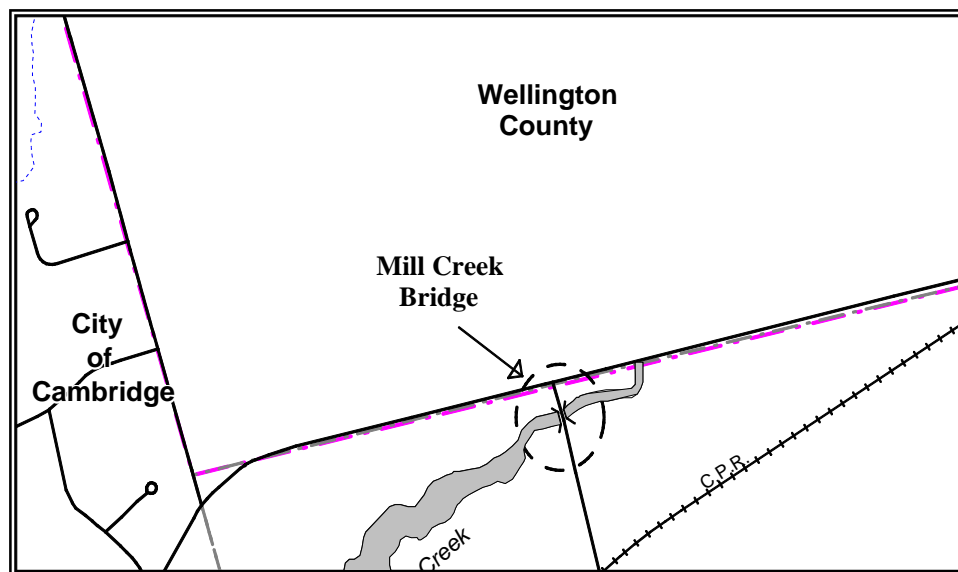 Wellington
County
Mill Creek
Bridge
City
of
Cambridge
C.P.R.
Creek